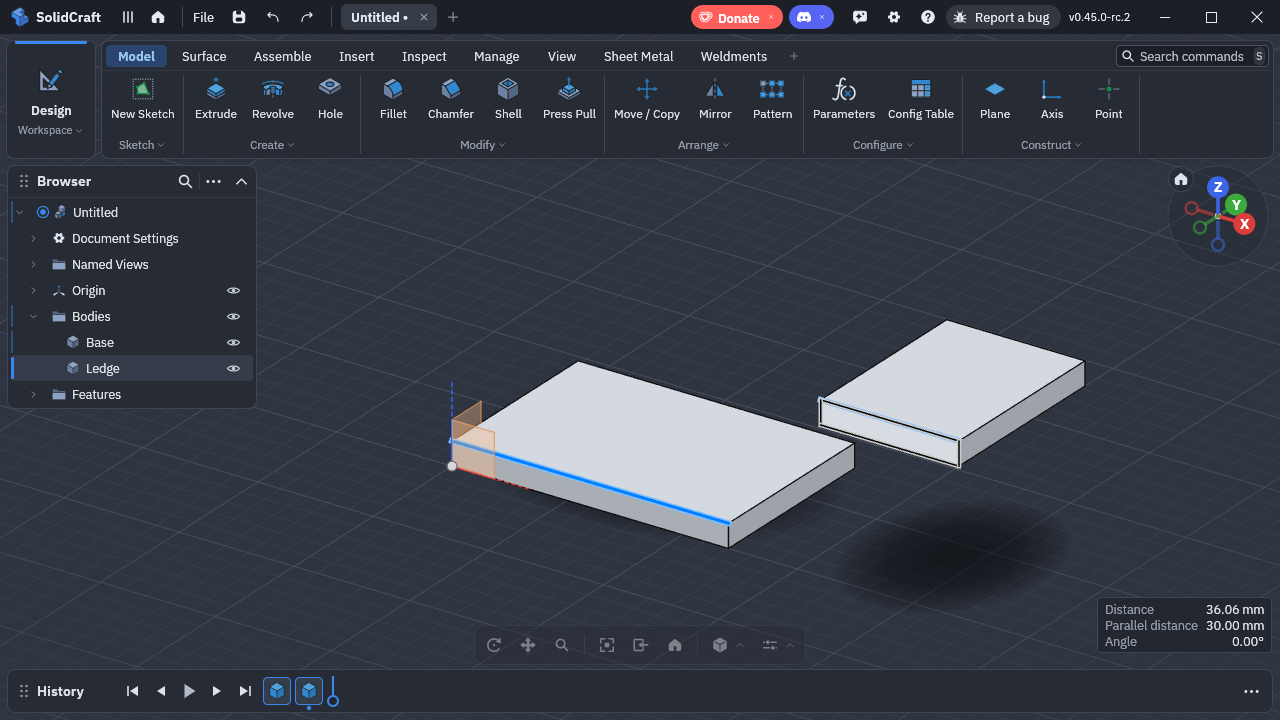 SolidCraft
File
Untitled •
Donate
Report a bug
v0.45.0-rc.2
Design
Workspace
Model
Surface
Assemble
Insert
Inspect
Manage
View
Sheet Metal
Weldments
Search commands
S
New Sketch
Extrude
Revolve
Hole
Fillet
Chamfer
Shell
Press Pull
Move / Copy
Mirror
Pattern
Parameters
Config Table
Plane
Axis
Point
Sketch
Create
Modify
Arrange
Configure
Construct
Browser
Untitled
Document Settings
Named Views
Origin
Bodies
Base
Ledge
Features
Z
Y
X
Distance 36.06 mm
Parallel distance 30.00 mm
Angle 0.00°
History